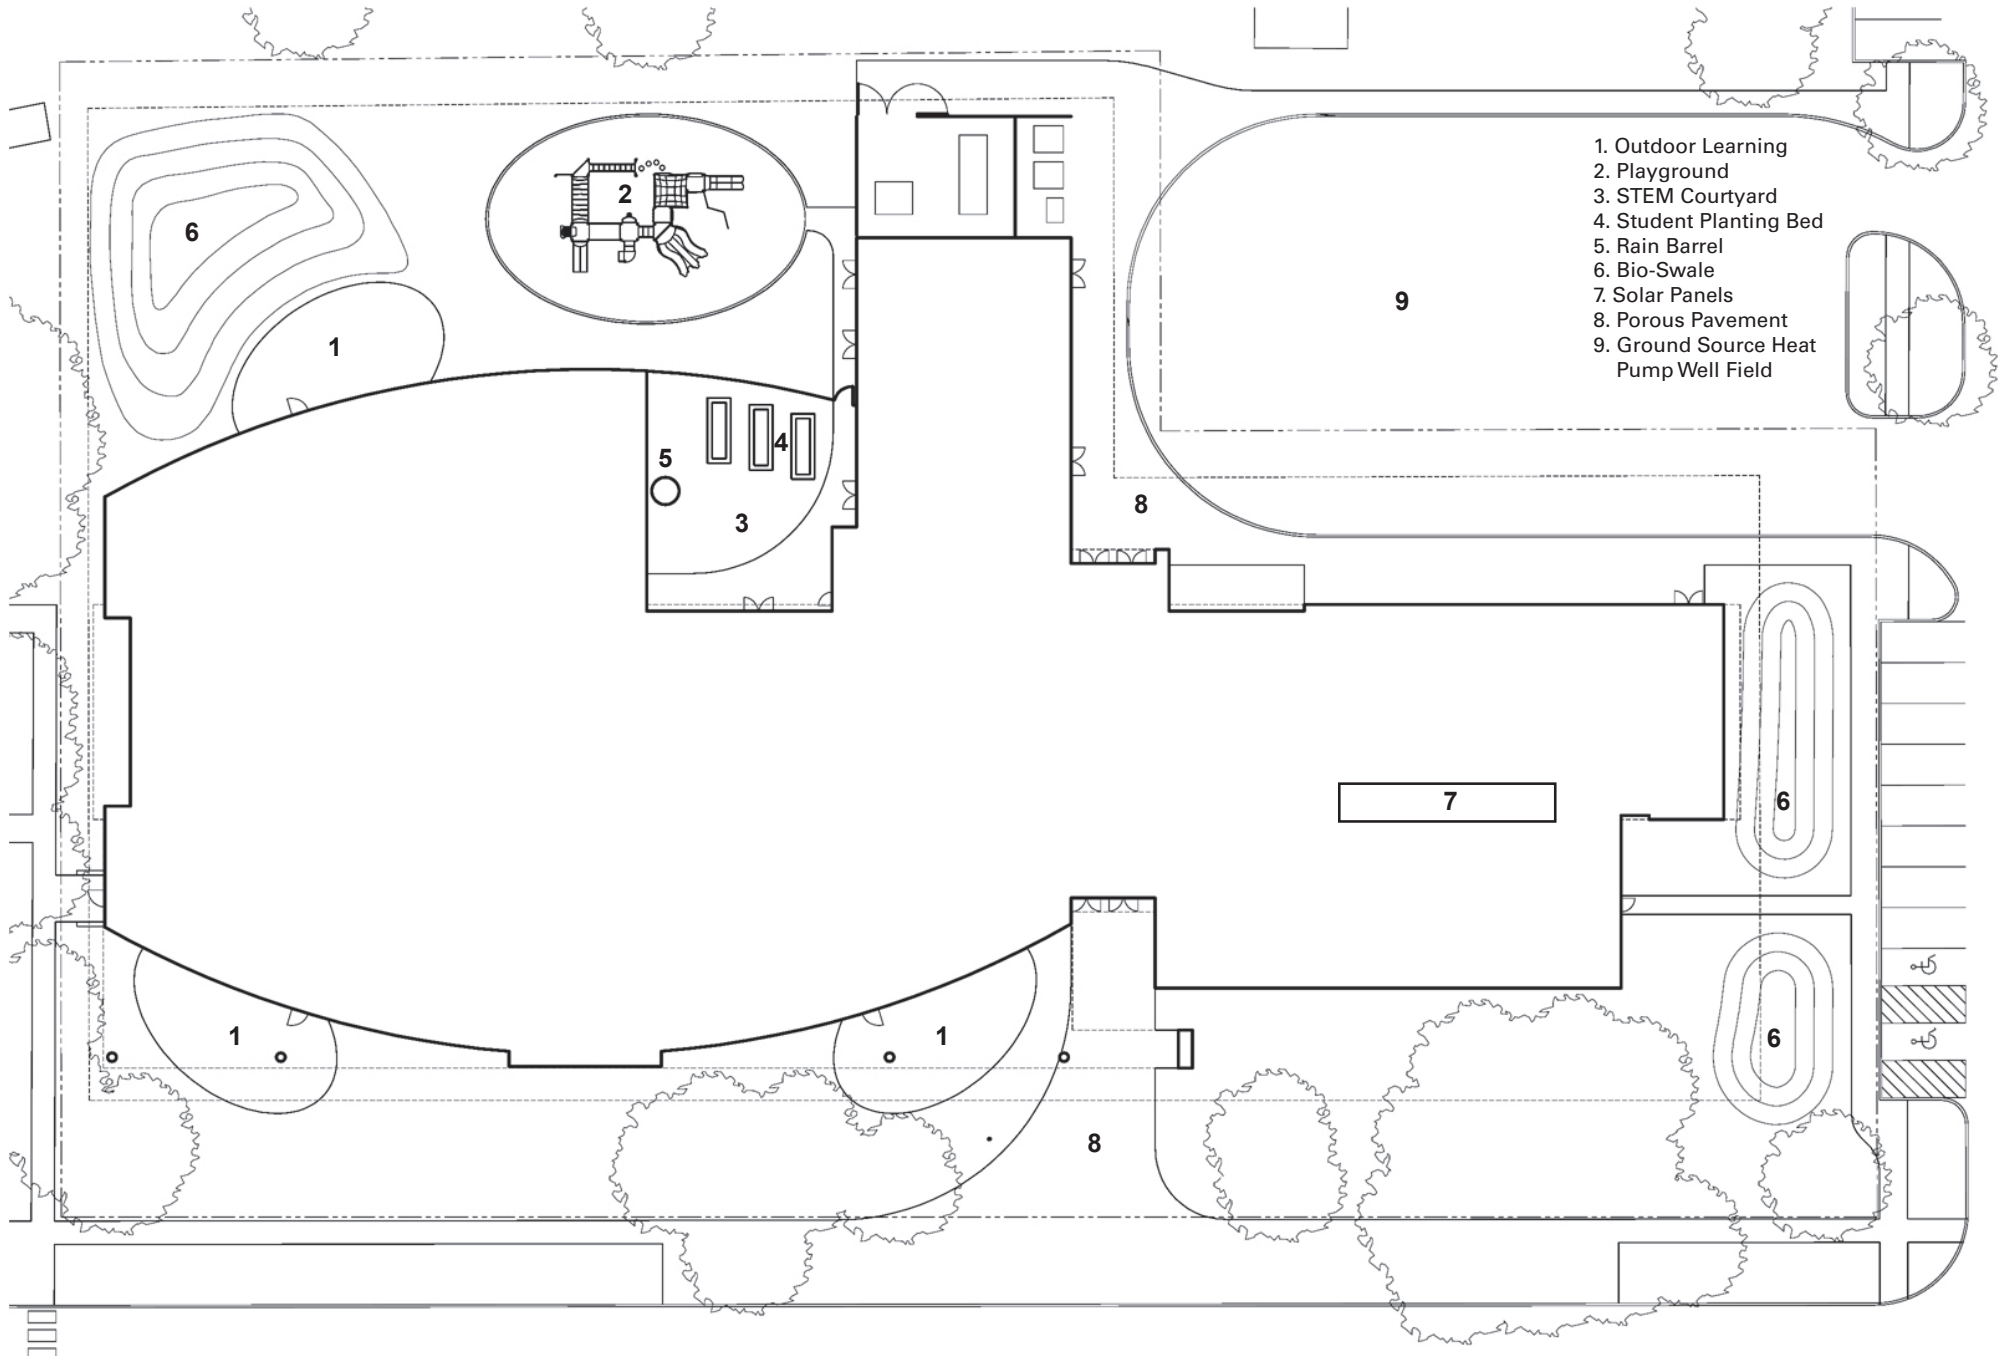 1. Outdoor Learning
2. Playground
3. STEM Courtyard
4. Student Planting Bed
5. Rain Barrel
6. Bio-Swale
7. Solar Panels
8. Porous Pavement
9. Ground Source Heat
Pump Well Field
2
6
9
1
4
5
8
3
7
6
1
1
6
8